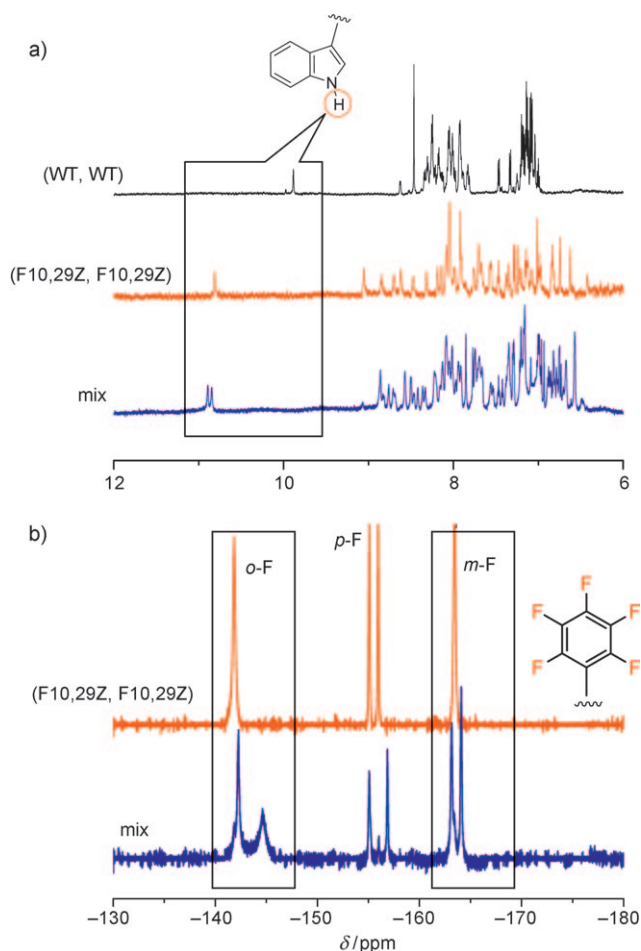 a)
N
H
(WT, WT)
(F10,29Z, F10,29Z)
mix
12 10 8 6
b)
o-F p-F m-F
F
F F
F F
(F10,29Z, F10,29Z)
mix
–130 –140 –150 –160 –170 –180
δ/ppm